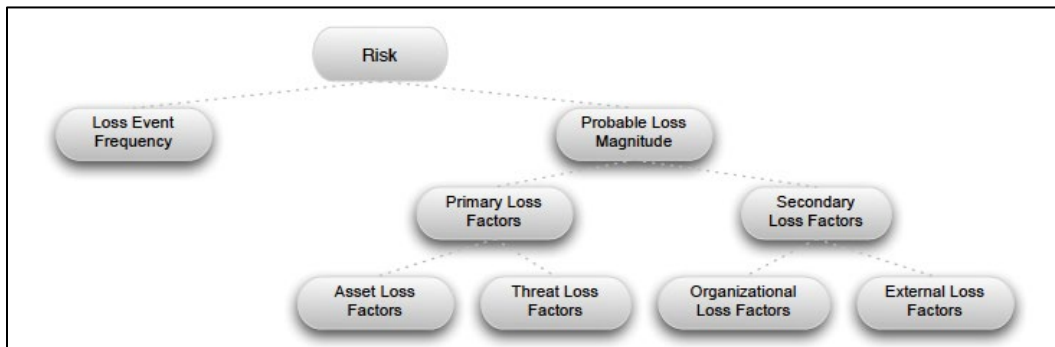 Risk
Loss Event
Frequency
Probable Loss
Magnitude
Primary Loss
Factors
Secondary
Loss Factors
Asset Loss
Factors
Threat Loss
Factors
Organizational
Loss Factors
External Loss
Factors